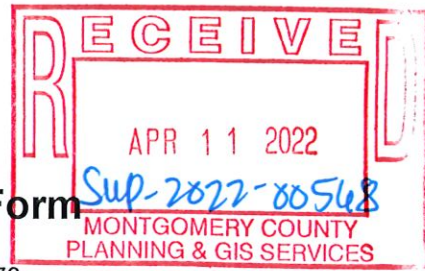 RECEIVED
APR 11 2022
Form
SUP-2022-00548
MONTGOMERY COUNTY
PLANNING & GIS SERVICES